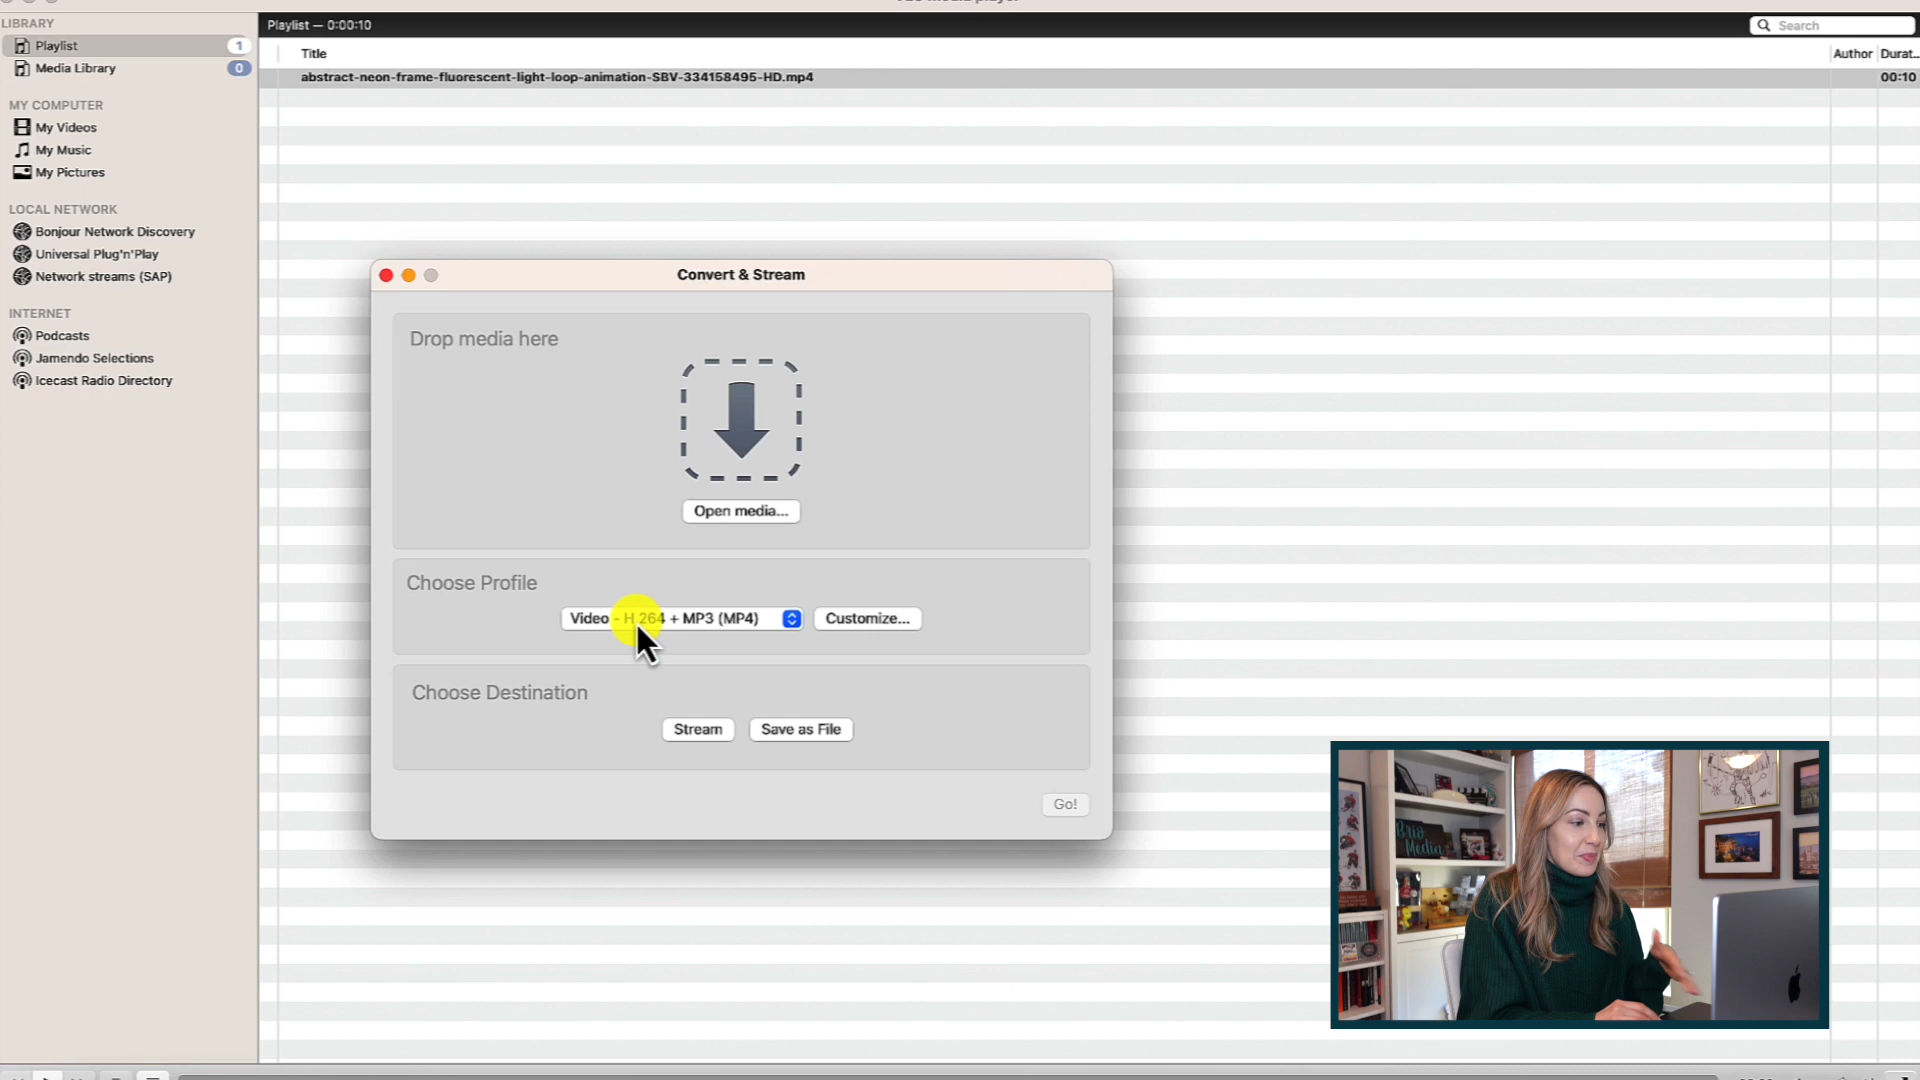 LIBRARY
Playlist 1
Media Library 0
MY COMPUTER
My Videos
My Music
My Pictures
LOCAL NETWORK
Bonjour Network Discovery
Universal Plug'n'Play
Network streams (SAP)
INTERNET
Podcasts
Jamendo Selections
Icecast Radio Directory
Playlist — 0:00:10
Search
Title Author Durat...
abstract-neon-frame-fluorescent-light-loop-animation-SBV-334158495-HD.mp4 00:10
Convert & Stream
Drop media here
Open media...
Choose Profile
Video - H 264 + MP3 (MP4) Customize...
Choose Destination
Stream Save as File
Go!
Brio
Media